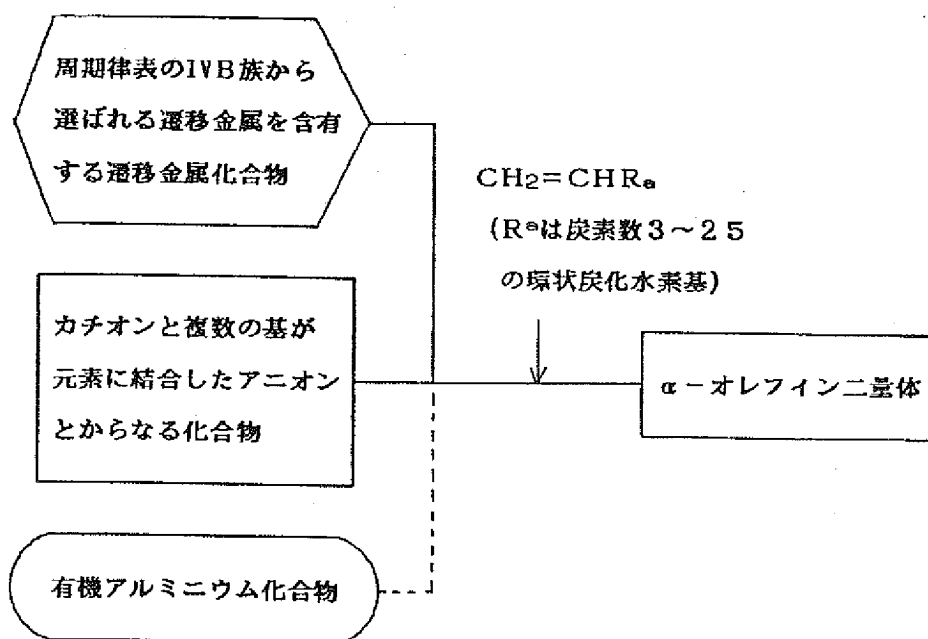 周期律表のIVB族から
選ばれる遷移金属を含有
する遷移金属化合物
CH₂=CHRₑ
(Rᵉは炭素数3～25
の環状炭化水素基)
カチオンと複数の基が
元素に結合したアニオン
とからなる化合物
α－オレフイン二量体
有機アルミニウム化合物